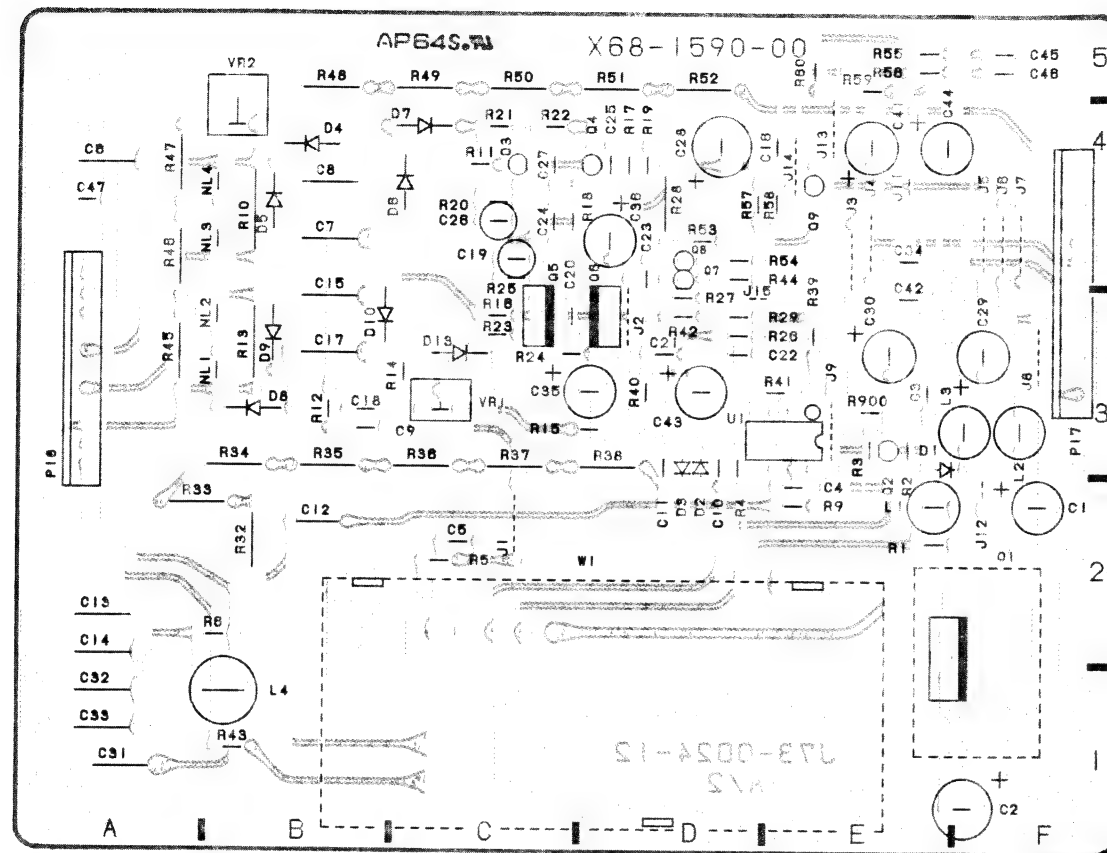 AP64S. X68-1590-00
5
VR2 R48 R49 R50 R51 R52 R60 R55 C45
R59 R56 C46
D4 D7 R21 R22 Q4 C25 R17 R19 C41 C44
4
C6 R47 R11 Q3 C27 C28 C18 J14 J13
C47 NL4 C8 D6 J4 J11 J5 J6 J7
R10 D5 R20 C26 C24 R18 C36 R28 R57 R58 Q9 J3
R46 NL3 C7 C19 C23 R53 Q8
C34
R25 Q5 C20 Q6 Q7 R54 R44 J15 R39
C15 R16 R27 C42
NL2 D10 R23 J2 R42 R29 C30 C29
R45 R13 D9 C17 D13 R24 C21 R26 C22
NL1 R14 C35 R40 R41 J9 C3 J8
D8 R12 C18 VR1 C43 U1 R900 L3
3
C9 R15 P17
P16 R34 R35 R36 R37 R38 R3 D1 L2
R33 C11 D3 D2 C10 R4 C4 Q2 R2
R32 C12 R9 L1 J12 C1
C5 R5 J1 W1 R1 Q1
2
C13 R6
C14
C32 L4
C33
R43
C31 J73-0024-12
1
C2
A B C D E F